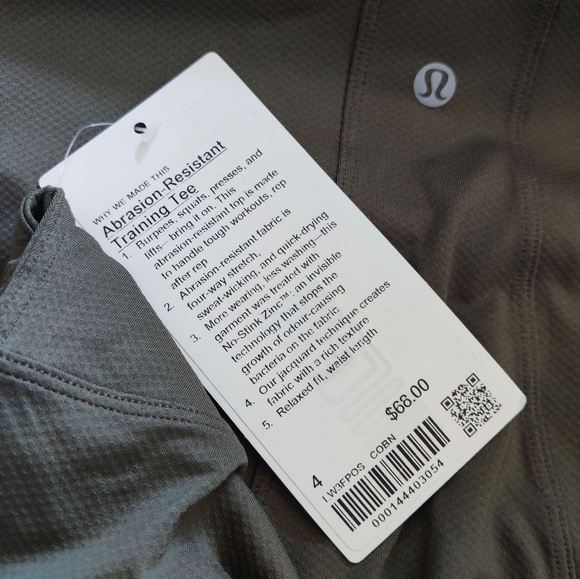 WHY WE MADE THIS
Abrasion-Resistant
Training Tee
1. Burpees, squats, presses, and
lifts—bring it on. This
abrasion-resistant top is made
to handle tough workouts, rep
after rep
2. Abrasion-resistant fabric is
four-way stretch,
sweat-wicking, and quick-drying
3. More wearing, less washing—this
garment was treated with
No-Stink Zinc™, an invisible
technology that stops the
growth of odour-causing
bacteria on the fabric
4. Our jacquard technique creates
fabric with a rich texture
5. Relaxed fit, waist length
$68.00
4
LW3FPOS COBN
000144403054